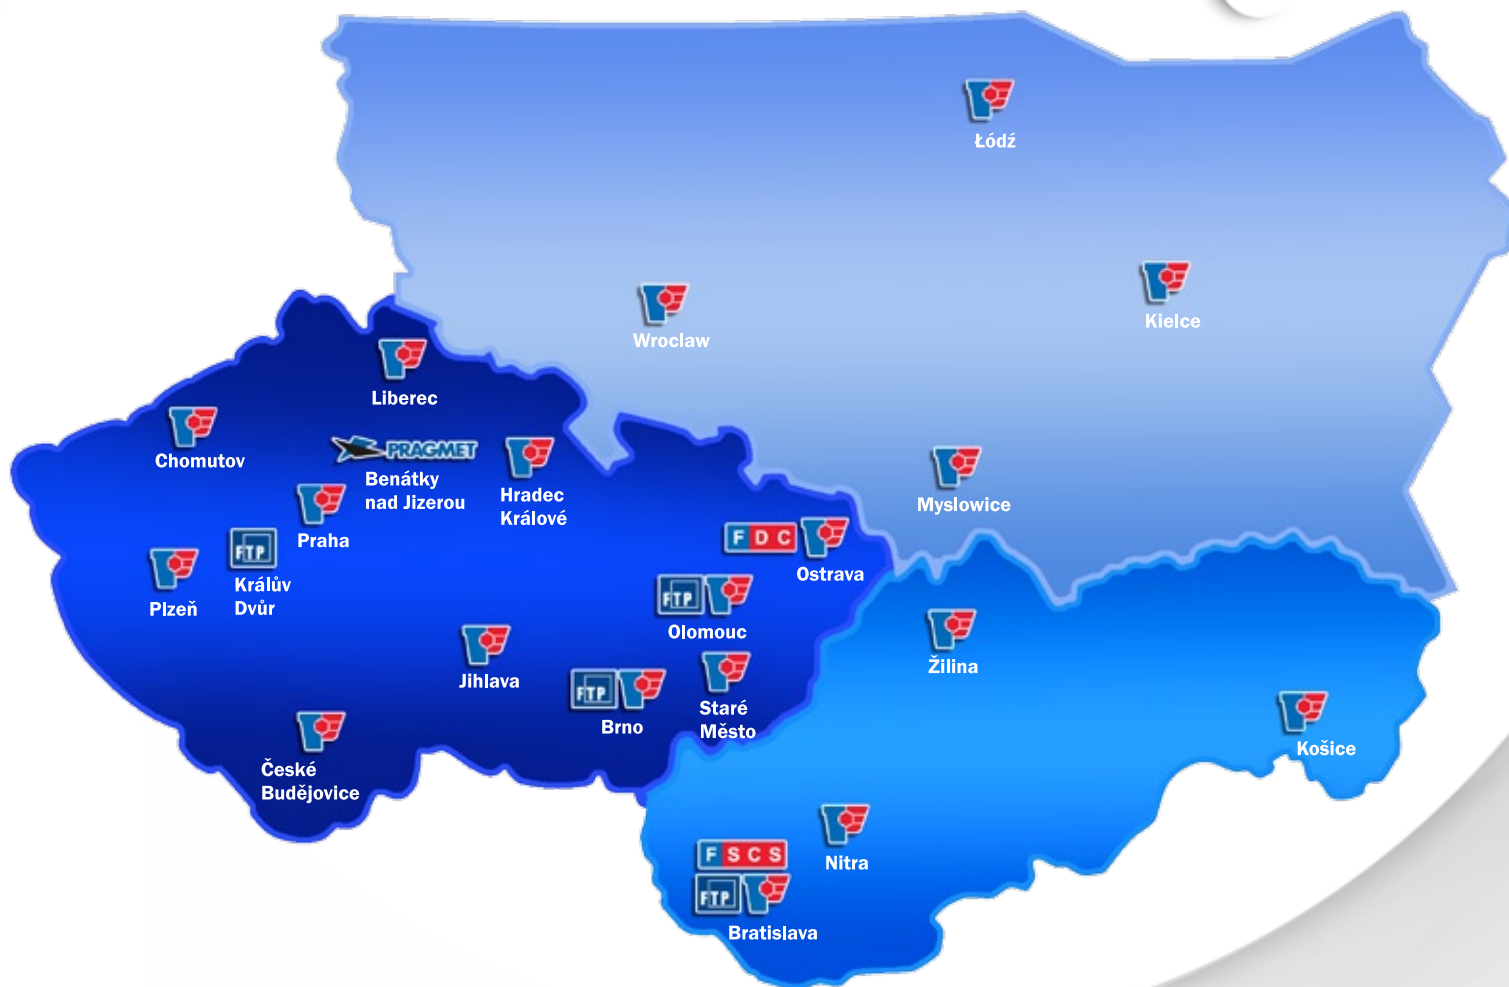 Łódź
Kielce
Wroclaw
Liberec
Chomutov
PRAGMET
Benátky
nad Jizerou
Hradec
Králové
Myslowice
Praha
FTP
Králův
Dvůr
Plzeň
F D C
Ostrava
FTP
Olomouc
Žilina
Jihlava
FTP
Brno
Staré
Město
Košice
České
Budějovice
Nitra
F S C S
FTP
Bratislava